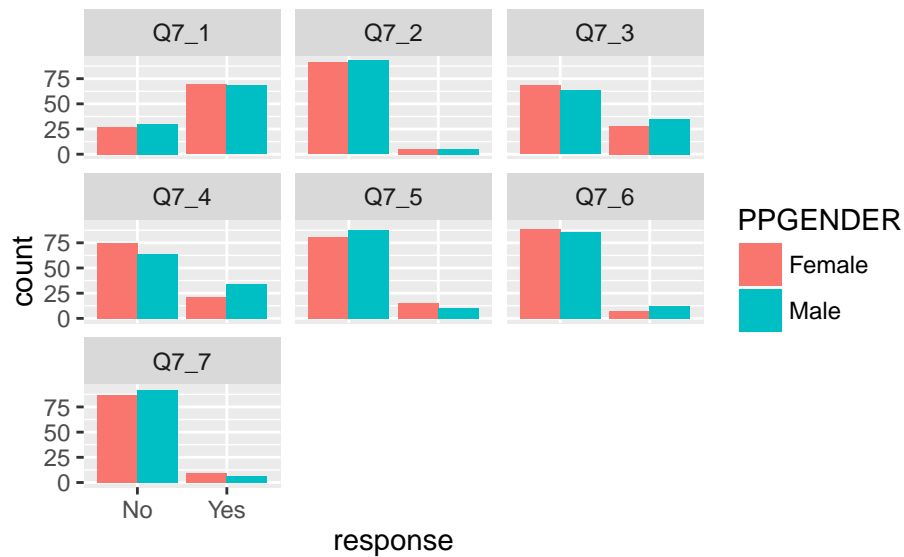 Q7_1 Q7_2 Q7_3
75
50
25
0
Q7_4 Q7_5 Q7_6
75
50
25
0
Q7_7
75
50
25
0
No Yes
response
count
PPGENDER
Female
Male